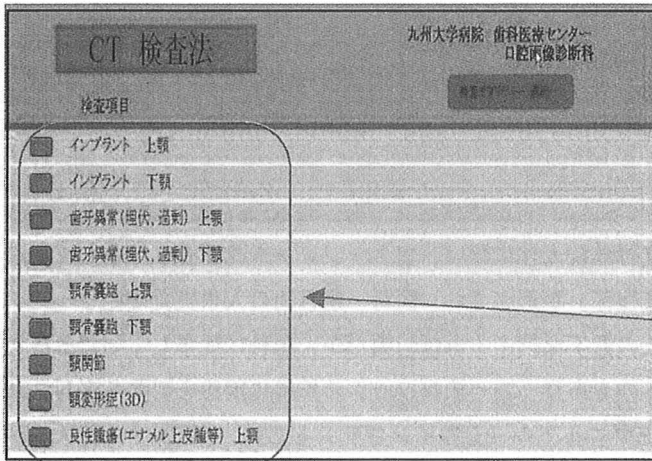 CT 検査法
九州大学病院 歯科医療センター
口腔画像診断科
検査項目
インプラント 上顎
インプラント 下顎
歯牙異常(埋伏、過剰) 上顎
歯牙異常(埋伏、過剰) 下顎
顎骨嚢胞 上顎
顎骨嚢胞 下顎
顎関節
顎変形症(3D)
良性腫瘍(エナメル上皮腫等) 上顎